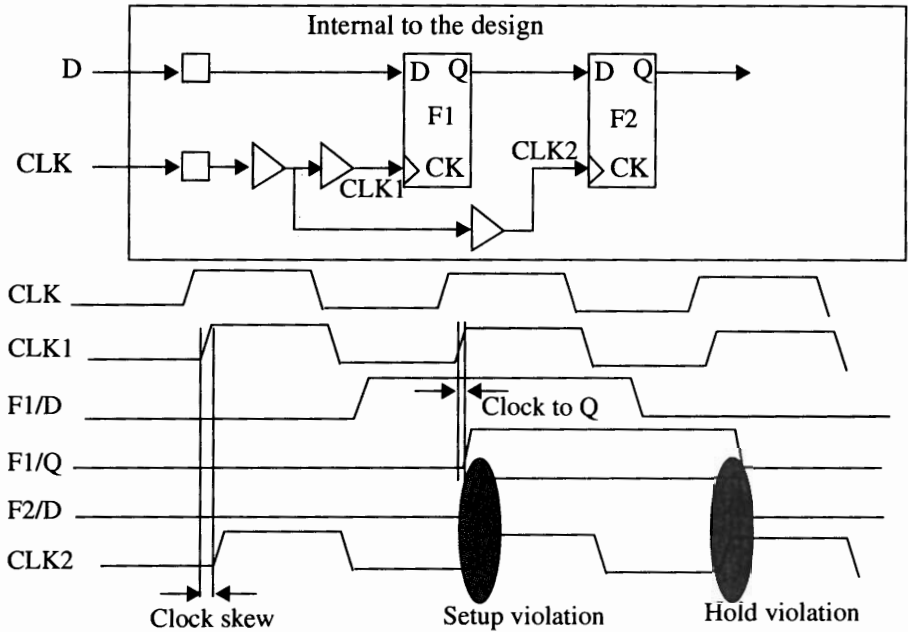 Internal to the design
D
D Q
D Q
F1
F2
CLK
CLK1
CK
CLK2
CK
CLK
CLK1
F1/D
Clock to Q
F1/Q
F2/D
CLK2
Clock skew
Setup violation
Hold violation